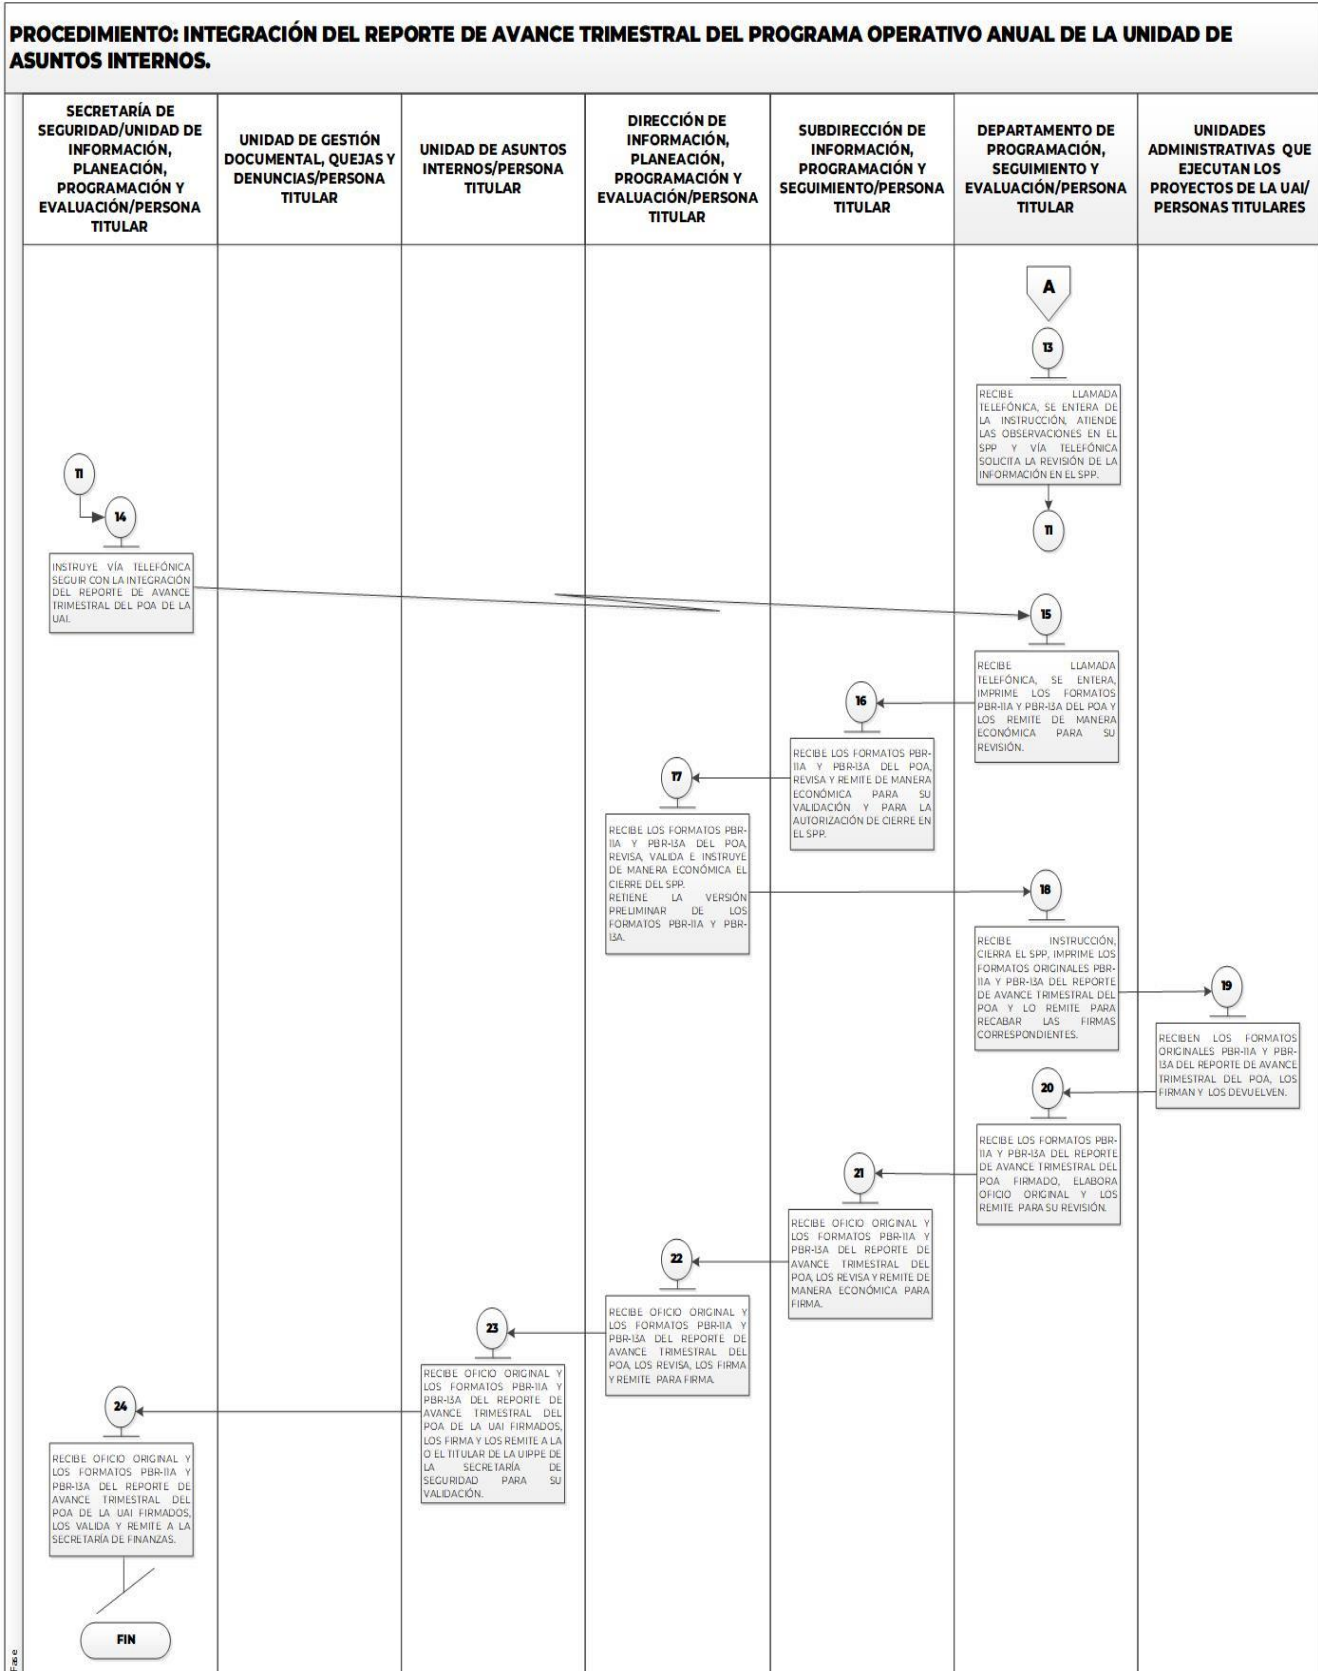 PROCEDIMIENTO: INTEGRACIÓN DEL REPORTE DE AVANCE TRIMESTRAL DEL PROGRAMA OPERATIVO ANUAL DE LA UNIDAD DE
ASUNTOS INTERNOS.
SECRETARÍA DE
SEGURIDAD/UNIDAD DE
INFORMACIÓN,
PLANEACIÓN,
PROGRAMACIÓN Y
EVALUACIÓN/PERSONA
TITULAR
UNIDAD DE GESTIÓN
DOCUMENTAL, QUEJAS Y
DENUNCIAS/PERSONA
TITULAR
UNIDAD DE ASUNTOS
INTERNOS/PERSONA
TITULAR
DIRECCIÓN DE
INFORMACIÓN,
PLANEACIÓN,
PROGRAMACIÓN Y
EVALUACIÓN/PERSONA
TITULAR
SUBDIRECCIÓN DE
INFORMACIÓN,
PROGRAMACIÓN Y
SEGUIMIENTO/PERSONA
TITULAR
DEPARTAMENTO DE
PROGRAMACIÓN,
SEGUIMIENTO Y
EVALUACIÓN/PERSONA
TITULAR
UNIDADES
ADMINISTRATIVAS QUE
EJECUTAN LOS
PROYECTOS DE LA UAI/
PERSONAS TITULARES
A
13
RECIBE LLAMADA
TELEFÓNICA, SE ENTERA DE
LA INSTRUCCIÓN, ATIENDE
LAS OBSERVACIONES EN EL
SPP Y VÍA TELEFÓNICA
SOLICITA LA REVISIÓN DE LA
INFORMACIÓN EN EL SPP.
11
11
14
INSTRUYE VÍA TELEFÓNICA
SEGUIR CON LA INTEGRACIÓN
DEL REPORTE DE AVANCE
TRIMESTRAL DEL POA DE LA
UAI.
15
RECIBE LLAMADA
TELEFÓNICA, SE ENTERA,
IMPRIME LOS FORMATOS
PBR-11A Y PBR-13A DEL POA Y
LOS REMITE DE MANERA
ECONÓMICA PARA SU
REVISIÓN.
16
RECIBE LOS FORMATOS PBR-
11A Y PBR-13A DEL POA,
REVISA Y REMITE DE MANERA
ECONÓMICA PARA SU
VALIDACIÓN Y PARA LA
AUTORIZACIÓN DE CIERRE EN
EL SPP.
17
RECIBE LOS FORMATOS PBR-
11A Y PBR-13A DEL POA,
REVISA, VALIDA E INSTRUYE
DE MANERA ECONÓMICA EL
CIERRE DEL SPP.
RETIENE LA VERSIÓN
PRELIMINAR DE LOS
FORMATOS PBR-11A Y PBR-
13A.
18
RECIBE INSTRUCCIÓN,
CIERRA EL SPP, IMPRIME LOS
FORMATOS ORIGINALES PBR-
11A Y PBR-13A DEL REPORTE
DE AVANCE TRIMESTRAL DEL
POA Y LO REMITE PARA
RECABAR LAS FIRMAS
CORRESPONDIENTES.
19
RECIBEN LOS FORMATOS
ORIGINALES PBR-11A Y PBR-
13A DEL REPORTE DE AVANCE
TRIMESTRAL DEL POA, LOS
FIRMAN Y LOS DEVUELVEN.
20
RECIBE LOS FORMATOS PBR-
11A Y PBR-13A DEL REPORTE
DE AVANCE TRIMESTRAL DEL
POA FIRMADO, ELABORA
OFICIO ORIGINAL Y LOS
REMITE PARA SU REVISIÓN.
21
RECIBE OFICIO ORIGINAL Y
LOS FORMATOS PBR-11A Y
PBR-13A DEL REPORTE DE
AVANCE TRIMESTRAL DEL
POA, LOS REVISA Y REMITE DE
MANERA ECONÓMICA PARA
FIRMA.
22
RECIBE OFICIO ORIGINAL Y
LOS FORMATOS PBR-11A Y
PBR-13A DEL REPORTE DE
AVANCE TRIMESTRAL DEL
POA, LOS REVISA, LOS FIRMA
Y REMITE PARA FIRMA.
23
RECIBE OFICIO ORIGINAL Y
LOS FORMATOS PBR-11A Y
PBR-13A DEL REPORTE DE
AVANCE TRIMESTRAL DEL
POA DE LA UAI FIRMADOS,
LOS FIRMA Y LOS REMITE A LA
O EL TITULAR DE LA UIPPE DE
LA SECRETARÍA DE
SEGURIDAD PARA SU
VALIDACIÓN.
24
RECIBE OFICIO ORIGINAL Y
LOS FORMATOS PBR-11A Y
PBR-13A DEL REPORTE DE
AVANCE TRIMESTRAL DEL
POA DE LA UAI FIRMADOS,
LOS VALIDA Y REMITE A LA
SECRETARÍA DE FINANZAS.
FIN
Fase